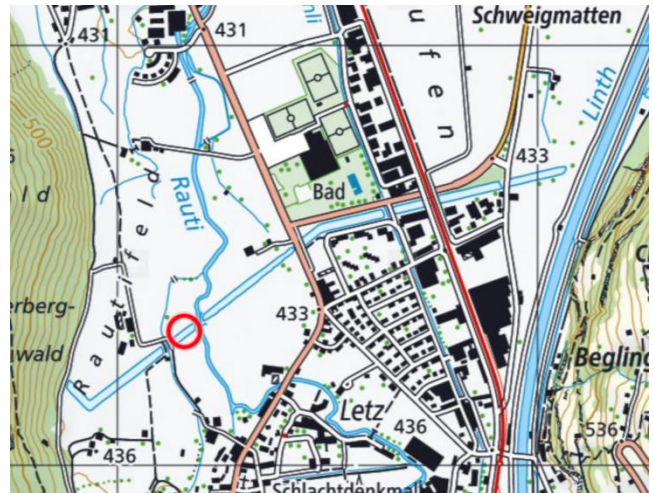 Schweigmatten
431
431
Linth
u f e n
500
433
l d
Rauti
Bad
R a u t i f e l d
433
erberg-
wald
Begling
Letz
436
536
436
Schlachtdenkmal